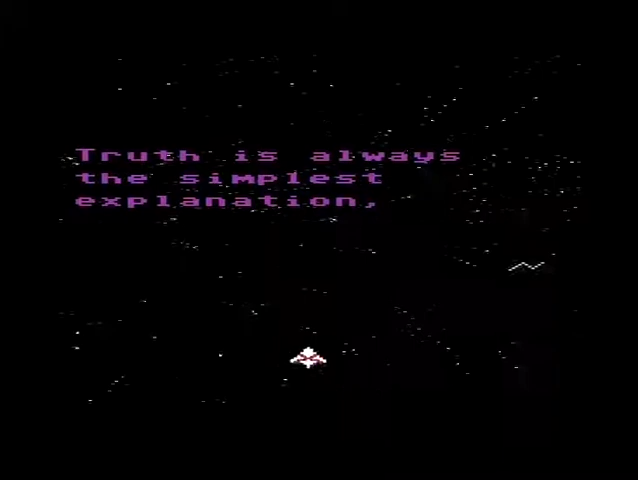 Truth is always
the simplest
explanation,